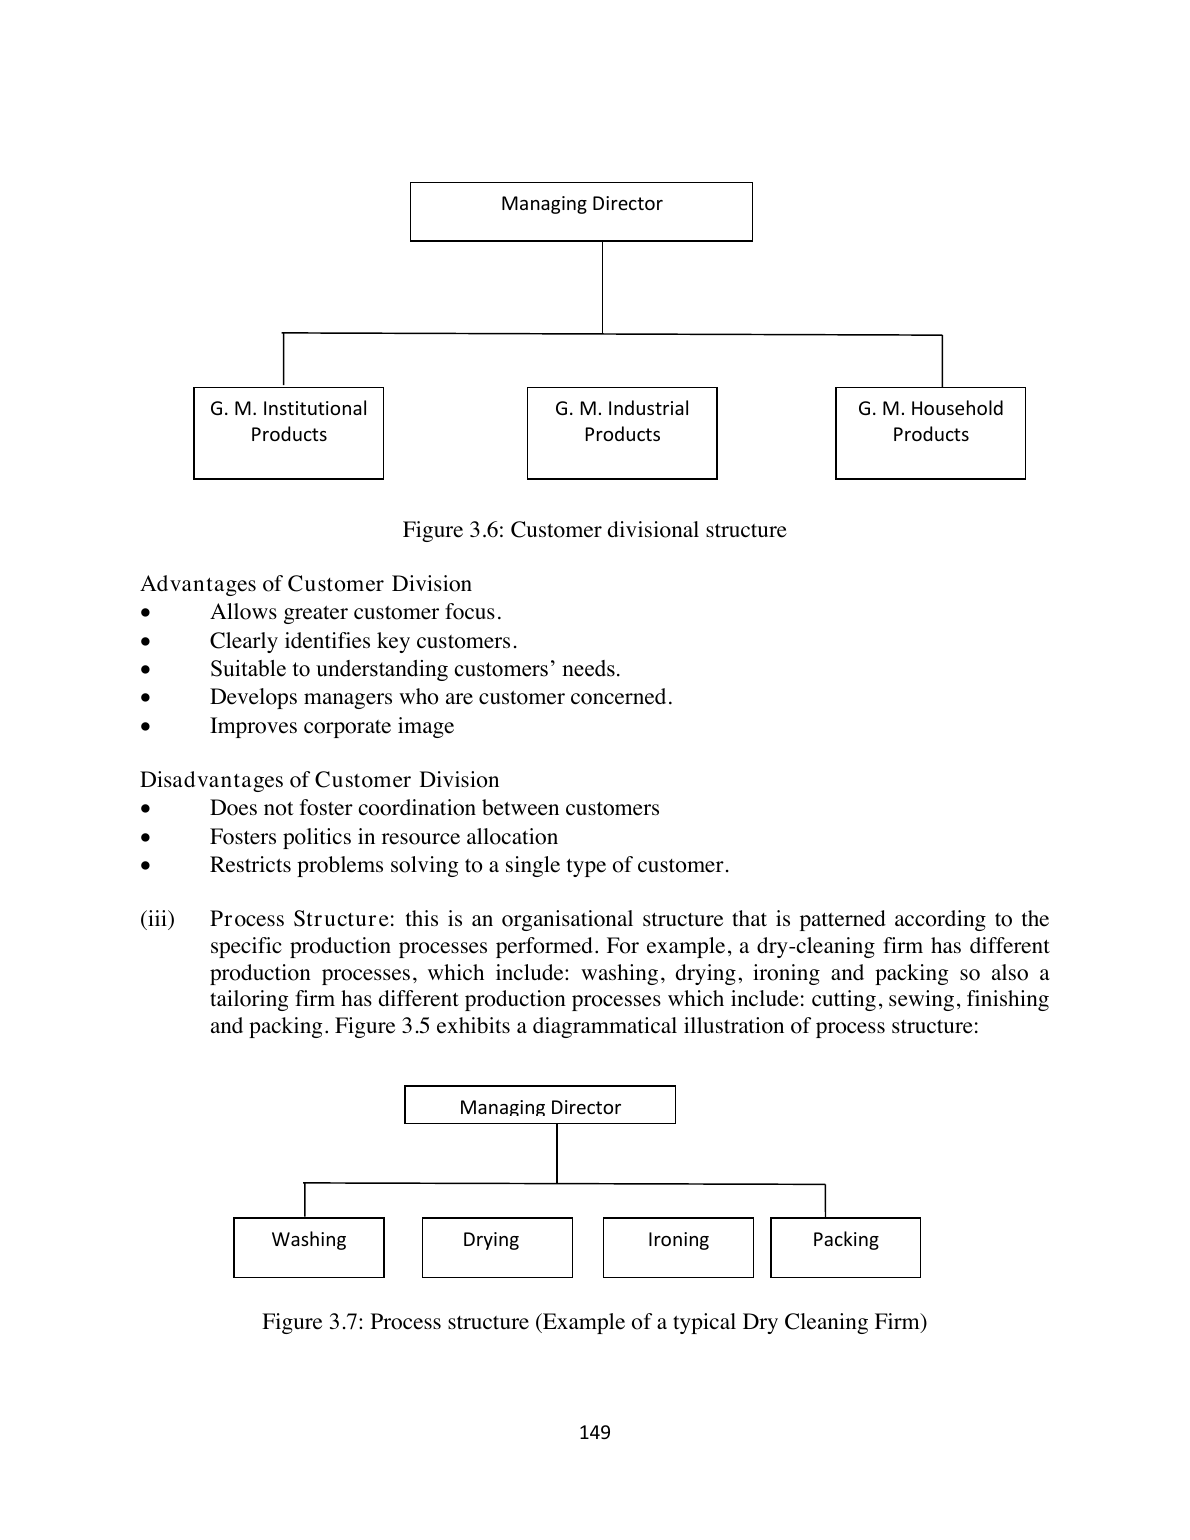 Managing Director
G. M. Institutional
Products
G. M. Industrial
Products
G. M. Household
Products
Figure 3.6: Customer divisional structure
Advantages of Customer Division
• Allows greater customer focus.
• Clearly identifies key customers.
• Suitable to understanding customers’ needs.
• Develops managers who are customer concerned.
• Improves corporate image
Disadvantages of Customer Division
• Does not foster coordination between customers
• Fosters politics in resource allocation
• Restricts problems solving to a single type of customer.
(iii) Process Structure: this is an organisational structure that is patterned according to the
specific production processes performed. For example, a dry-cleaning firm has different
production processes, which include: washing, drying, ironing and packing so also a
tailoring firm has different production processes which include: cutting, sewing, finishing
and packing. Figure 3.5 exhibits a diagrammatical illustration of process structure:
Managing Director
Washing
Drying
Ironing
Packing
Figure 3.7: Process structure (Example of a typical Dry Cleaning Firm)
149